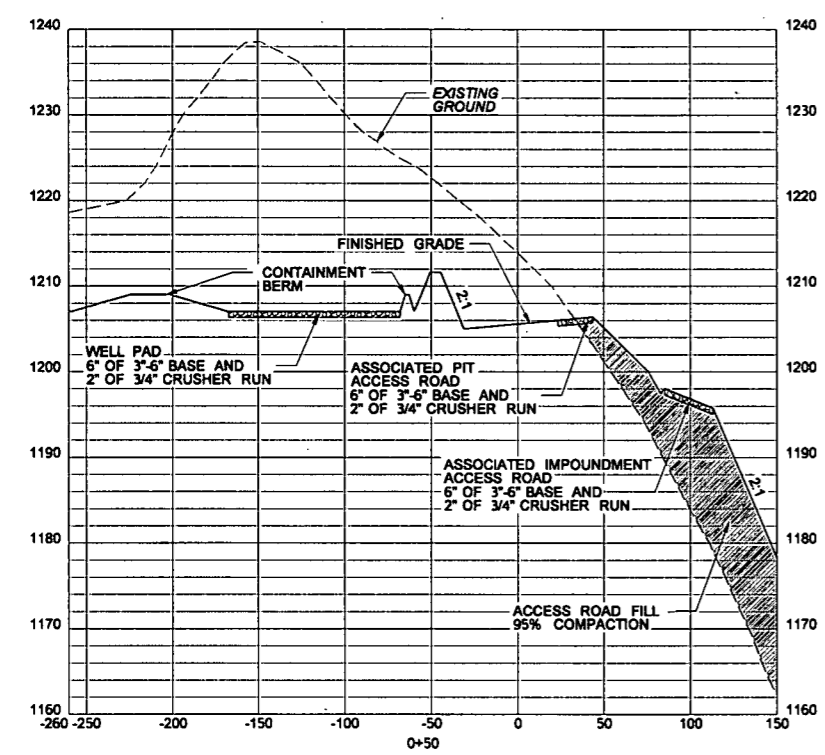 1240
1240
EXISTING
GROUND
1230
1230
1220
1220
FINISHED GRADE
CONTAINMENT
BERM
1210
1210
2:1
WELL PAD
6" OF 3"-6" BASE AND
2" OF 3/4" CRUSHER RUN
ASSOCIATED PIT
ACCESS ROAD
6" OF 3"-6" BASE AND
2" OF 3/4" CRUSHER RUN
1200
1200
1190
1190
ASSOCIATED IMPOUNDMENT
ACCESS ROAD
6" OF 3"-6" BASE AND
2" OF 3/4" CRUSHER RUN
2:1
1180
1180
ACCESS ROAD FILL
95% COMPACTION
1170
1170
1160
1160
-260 -250 -200 -150 -100 -50 0 50 100 150
0+50